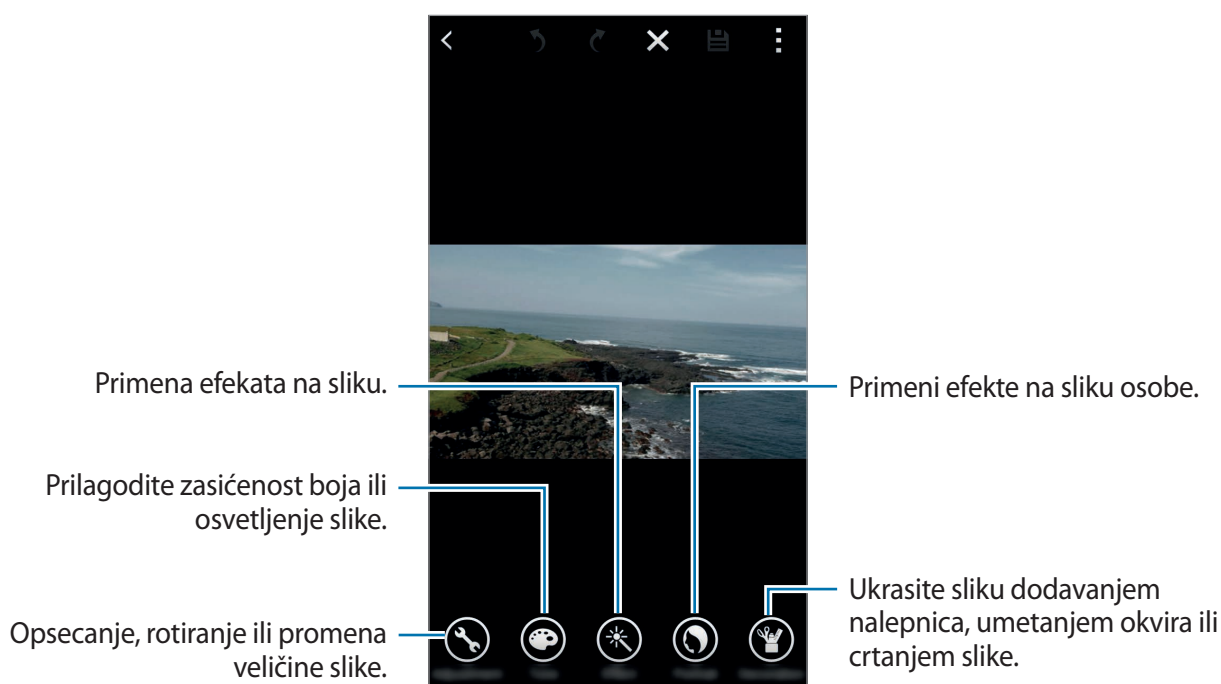 Primena efekata na sliku.
Primeni efekte na sliku osobe.
Prilagodite zasićenost boja ili
osvetljenje slike.
Opsecanje, rotiranje ili promena
veličine slike.
Ukrasite sliku dodavanjem
nalepnica, umetanjem okvira ili
crtanjem slike.